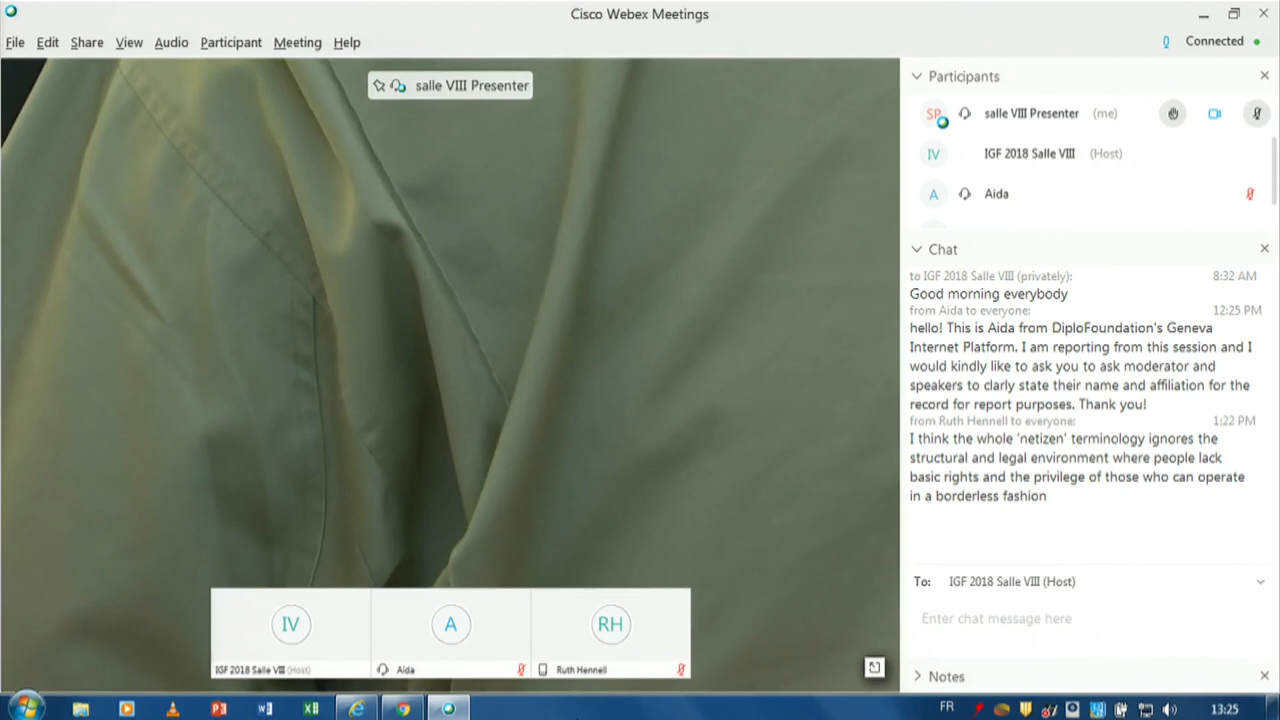 Cisco Webex Meetings
File Edit Share View Audio Participant Meeting Help
Connected
salle VIII Presenter
Participants
SP salle VIII Presenter (me)
IV IGF 2018 Salle VIII (Host)
A Aida
Chat
to IGF 2018 Salle VIII (privately): 8:32 AM
Good morning everybody
from Aida to everyone: 12:25 PM
hello! This is Aida from DiploFoundation's Geneva
Internet Platform. I am reporting from this session and I
would kindly like to ask you to ask moderator and
speakers to clarly state their name and affiliation for the
record for report purposes. Thank you!
from Ruth Hennell to everyone: 1:22 PM
I think the whole 'netizen' terminology ignores the
structural and legal environment where people lack
basic rights and the privilege of those who can operate
in a borderless fashion
To: IGF 2018 Salle VIII (Host)
Enter chat message here
Notes
IV
IGF 2018 Salle VIII (Host)
A
Aida
RH
Ruth Hennell
FR
13:25